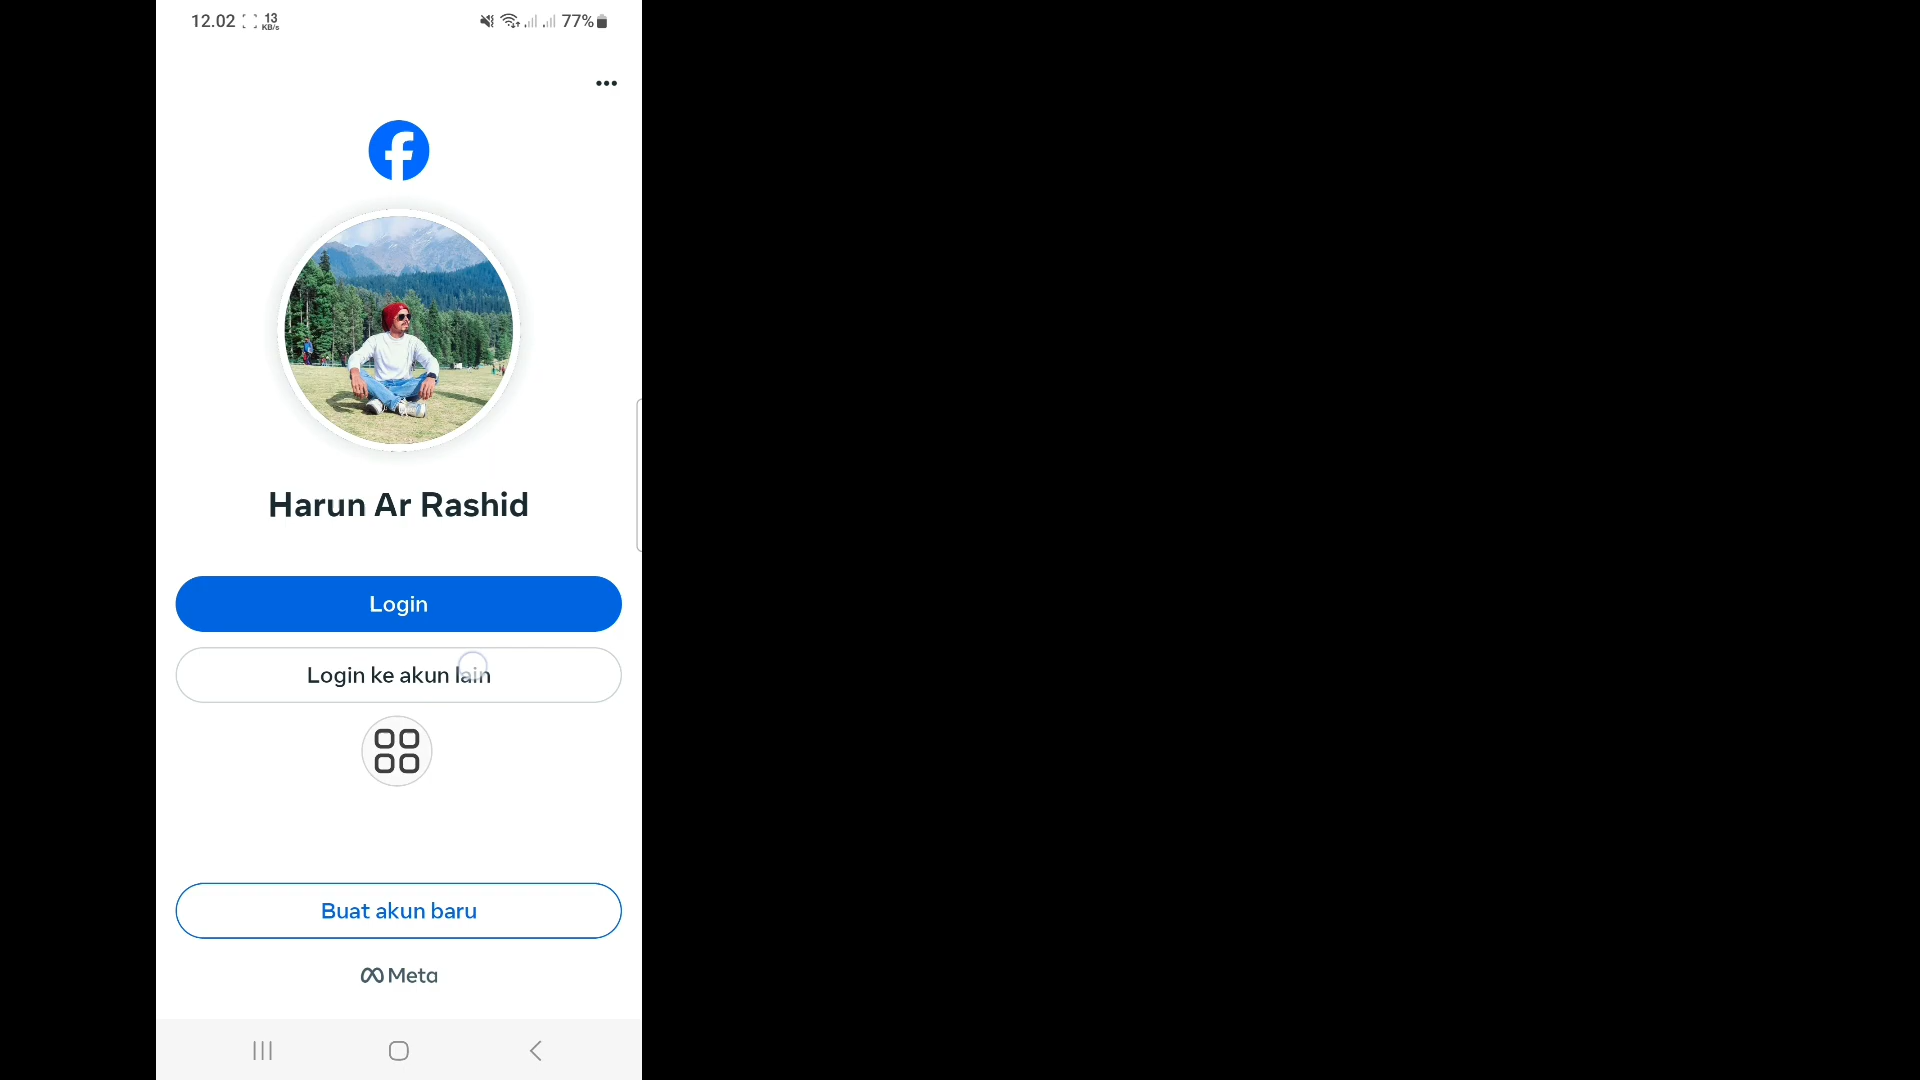 12.02 13 KB/s 77%
Harun Ar Rashid
Login
Login ke akun lain
Buat akun baru
Meta